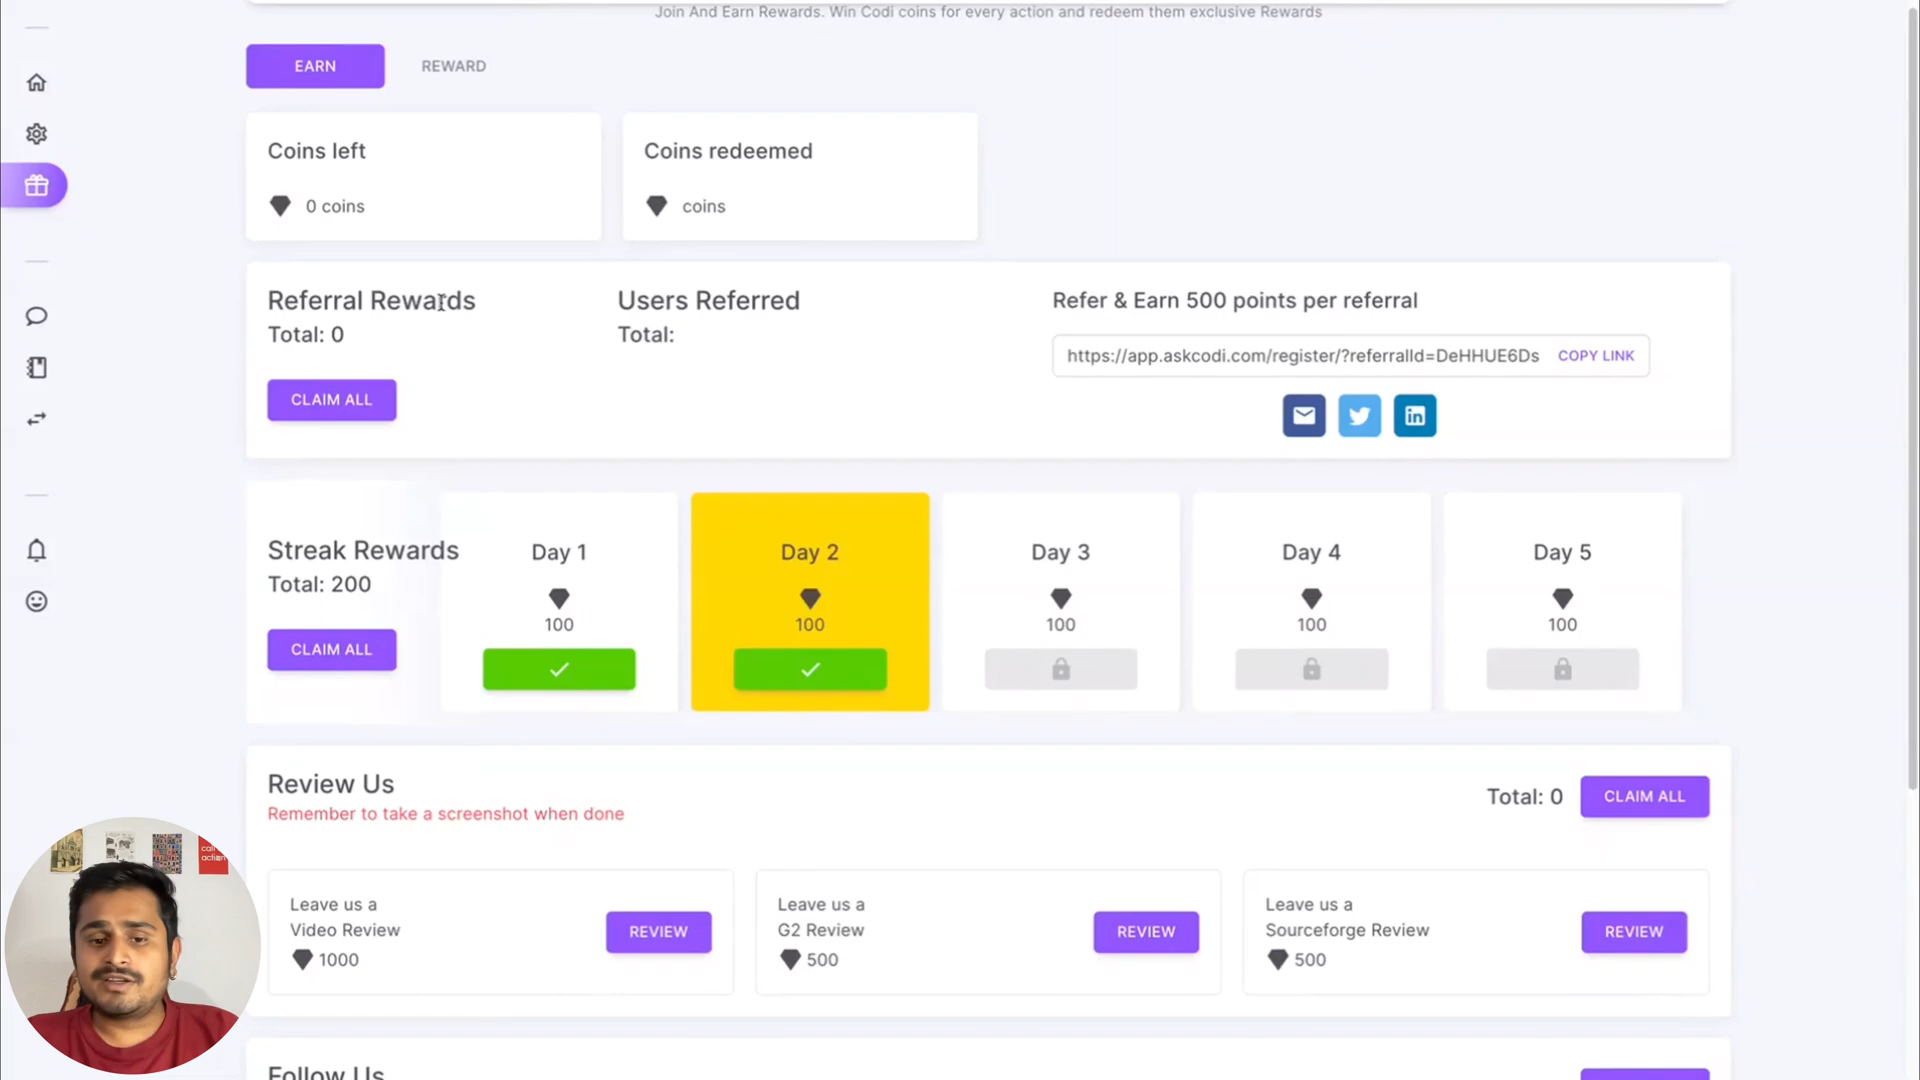 Join And Earn Rewards. Win Codi coins for every action and redeem them exclusive Rewards
EARN
REWARD
Coins left
0 coins
Coins redeemed
coins
Referral Rewards
Total: 0
CLAIM ALL
Users Referred
Total:
Refer & Earn 500 points per referral
https://app.askcodi.com/register/?referralId=DeHHUE6Ds
COPY LINK
Streak Rewards
Total: 200
CLAIM ALL
Day 1
100
Day 2
100
Day 3
100
Day 4
100
Day 5
100
Review Us
Remember to take a screenshot when done
Total: 0
CLAIM ALL
Leave us a
Video Review
1000
REVIEW
Leave us a
G2 Review
500
REVIEW
Leave us a
Sourceforge Review
500
REVIEW
Follow Us